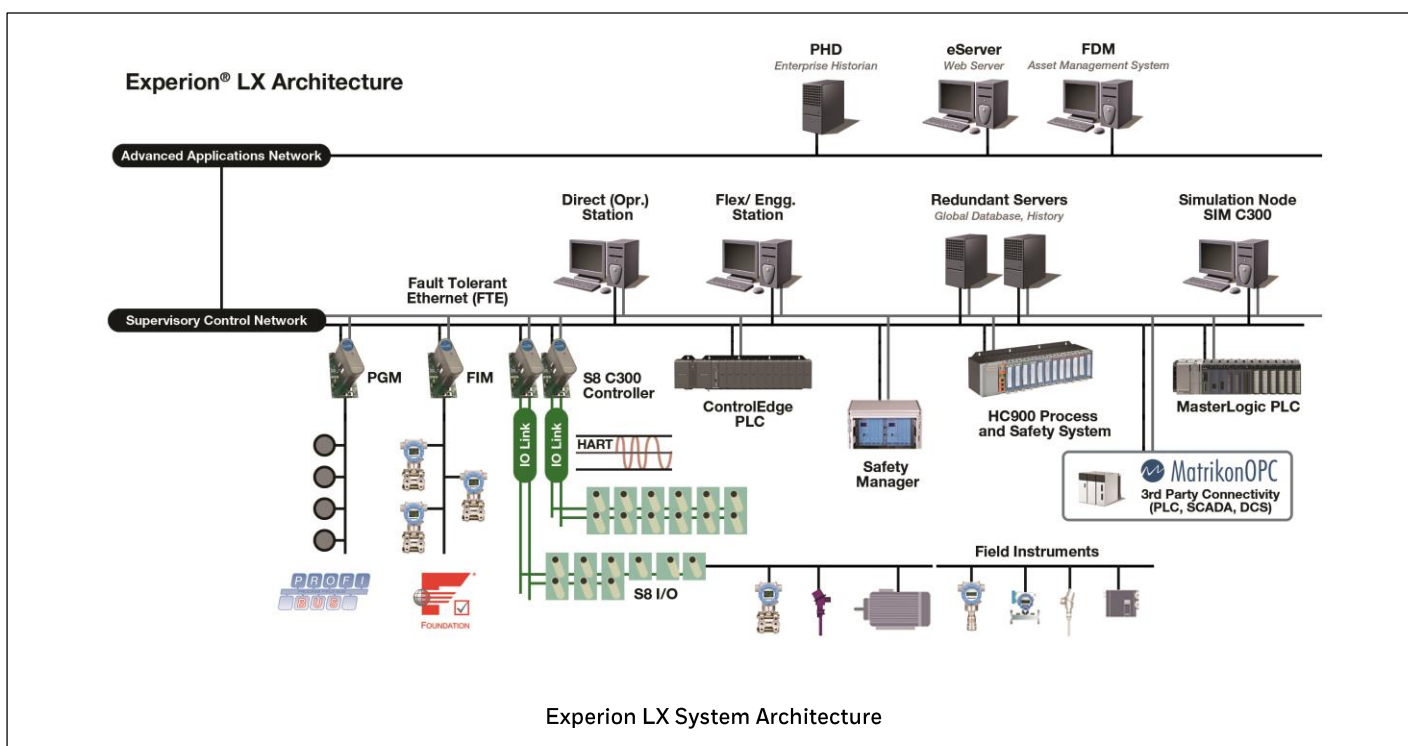 Experion® LX Architecture
PHD
Enterprise Historian
eServer
Web Server
FDM
Asset Management System
Advanced Applications Network
Direct (Opr.)
Station
Flex/ Engg.
Station
Redundant Servers
Global Database, History
Simulation Node
SIM C300
Fault Tolerant
Ethernet (FTE)
Supervisory Control Network
PGM
FIM
S8 C300
Controller
ControlEdge
PLC
Safety
Manager
HC900 Process
and Safety System
MasterLogic PLC
IO Link
IO Link
HART
MatrikonOPC
3rd Party Connectivity
(PLC, SCADA, DCS)
Field Instruments
S8 I/O
PROFI
BUS
FOUNDATION
Experion LX System Architecture